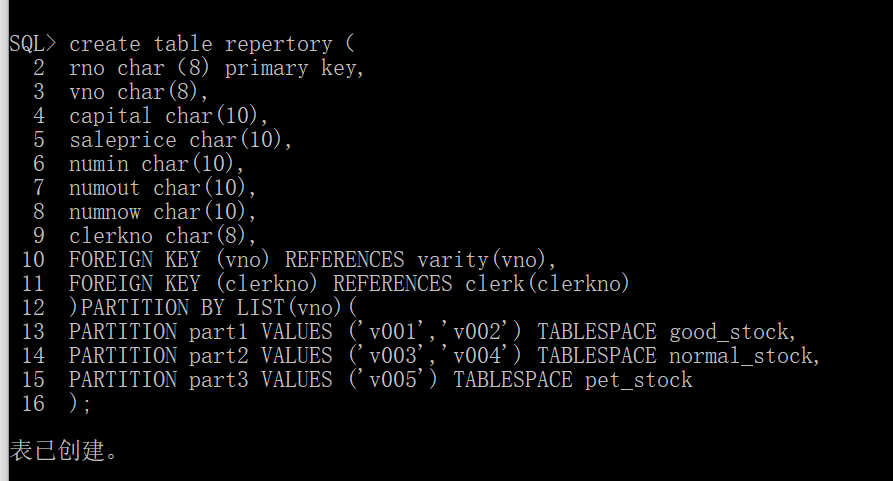 SQL> create table repertory (
2 rno char (8) primary key,
3 vno char(8),
4 capital char(10),
5 saleprice char(10),
6 numin char(10),
7 numout char(10),
8 numnow char(10),
9 clerkno char(8),
10 FOREIGN KEY (vno) REFERENCES varity(vno),
11 FOREIGN KEY (clerkno) REFERENCES clerk(clerkno)
12 )PARTITION BY LIST(vno)(
13 PARTITION part1 VALUES ('v001','v002') TABLESPACE good_stock,
14 PARTITION part2 VALUES ('v003','v004') TABLESPACE normal_stock,
15 PARTITION part3 VALUES ('v005') TABLESPACE pet_stock
16 );
表已创建。